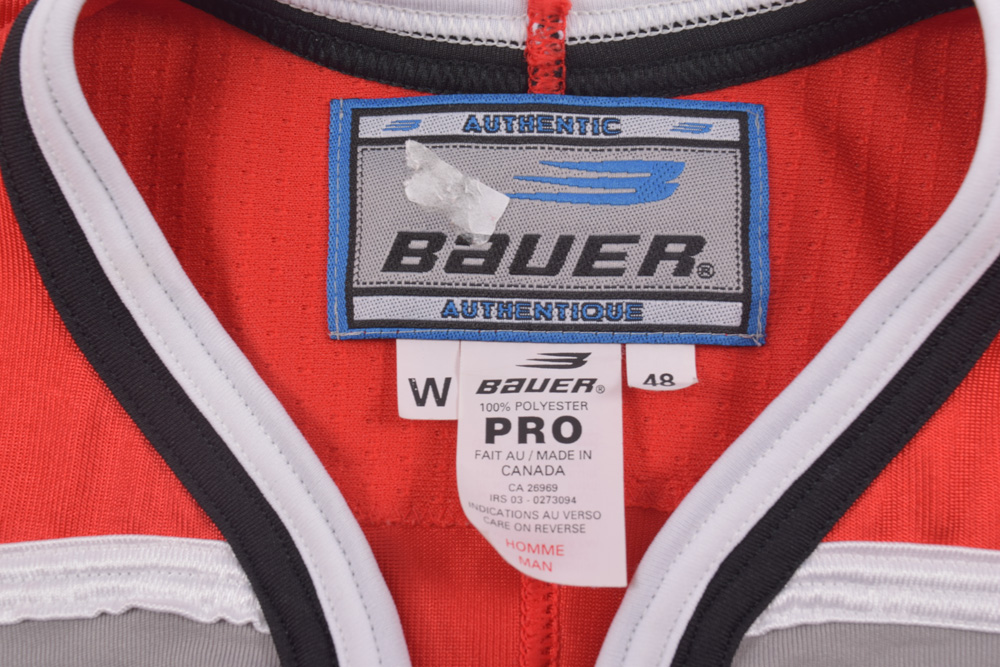 AUTHENTIC
BAUER®
AUTHENTIQUE
W
BAUER®
100% POLYESTER
PRO
FAIT AU / MADE IN
CANADA
CA 26969
IRS 03 - 0273094
INDICATIONS AU VERSO
CARE ON REVERSE
HOMME
MAN
48